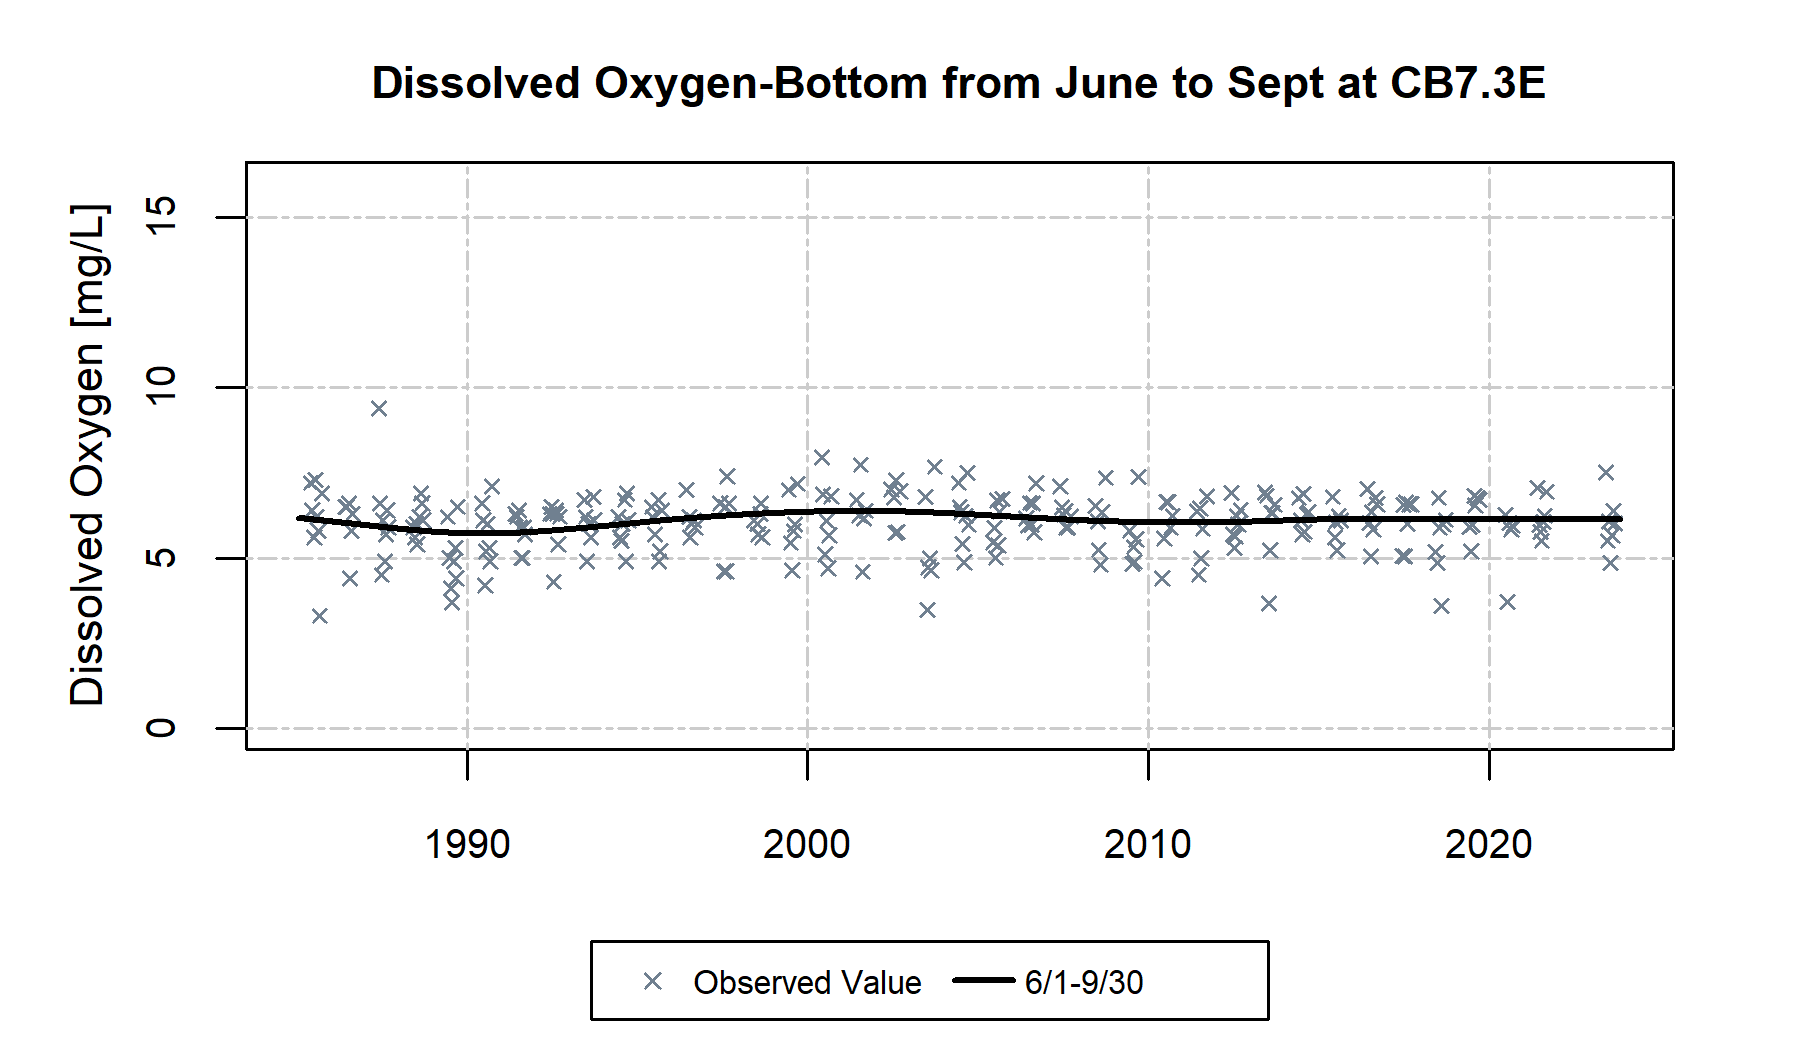 Dissolved Oxygen-Bottom from June to Sept at CB7.3E
Dissolved Oxygen [mg/L]
15
10
5
0
1990 2000 2010 2020
Observed Value 6/1-9/30